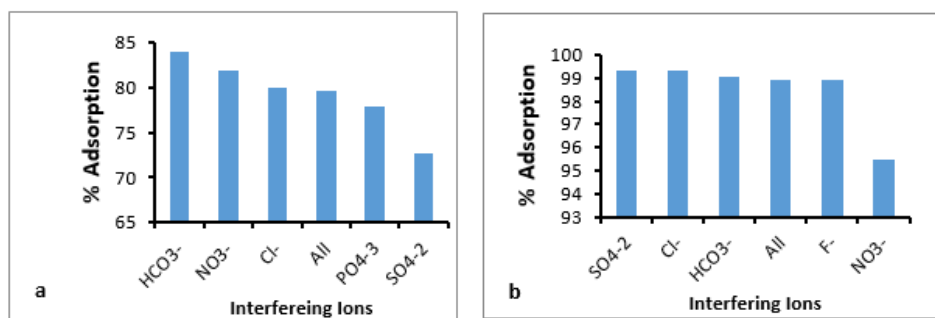 85
80
75
70
65
% Adsorption
HCO3-
NO3-
Cl-
All
PO4-3
SO4-2
a
Interfereing Ions
100
99
98
97
96
95
94
93
% Adsorption
SO4-2
Cl-
HCO3-
All
F-
NO3-
b
Interfering Ions